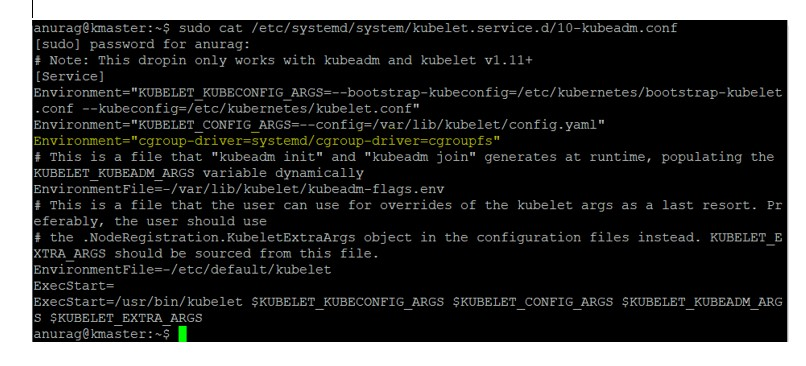 anurag@kmaster:~$ sudo cat /etc/systemd/system/kubelet.service.d/10-kubeadm.conf
[sudo] password for anurag:
# Note: This dropin only works with kubeadm and kubelet v1.11+
[Service]
Environment="KUBELET_KUBECONFIG_ARGS=--bootstrap-kubeconfig=/etc/kubernetes/bootstrap-kubelet
.conf --kubeconfig=/etc/kubernetes/kubelet.conf"
Environment="KUBELET_CONFIG_ARGS=--config=/var/lib/kubelet/config.yaml"
Environment="cgroup-driver=systemd/cgroup-driver=cgroupfs"
# This is a file that "kubeadm init" and "kubeadm join" generates at runtime, populating the
KUBELET_KUBEADM_ARGS variable dynamically
EnvironmentFile=-/var/lib/kubelet/kubeadm-flags.env
# This is a file that the user can use for overrides of the kubelet args as a last resort. Pr
eferably, the user should use
# the .NodeRegistration.KubeletExtraArgs object in the configuration files instead. KUBELET_E
XTRA_ARGS should be sourced from this file.
EnvironmentFile=-/etc/default/kubelet
ExecStart=
ExecStart=/usr/bin/kubelet $KUBELET_KUBECONFIG_ARGS $KUBELET_CONFIG_ARGS $KUBELET_KUBEADM_ARG
S $KUBELET_EXTRA_ARGS
anurag@kmaster:~$